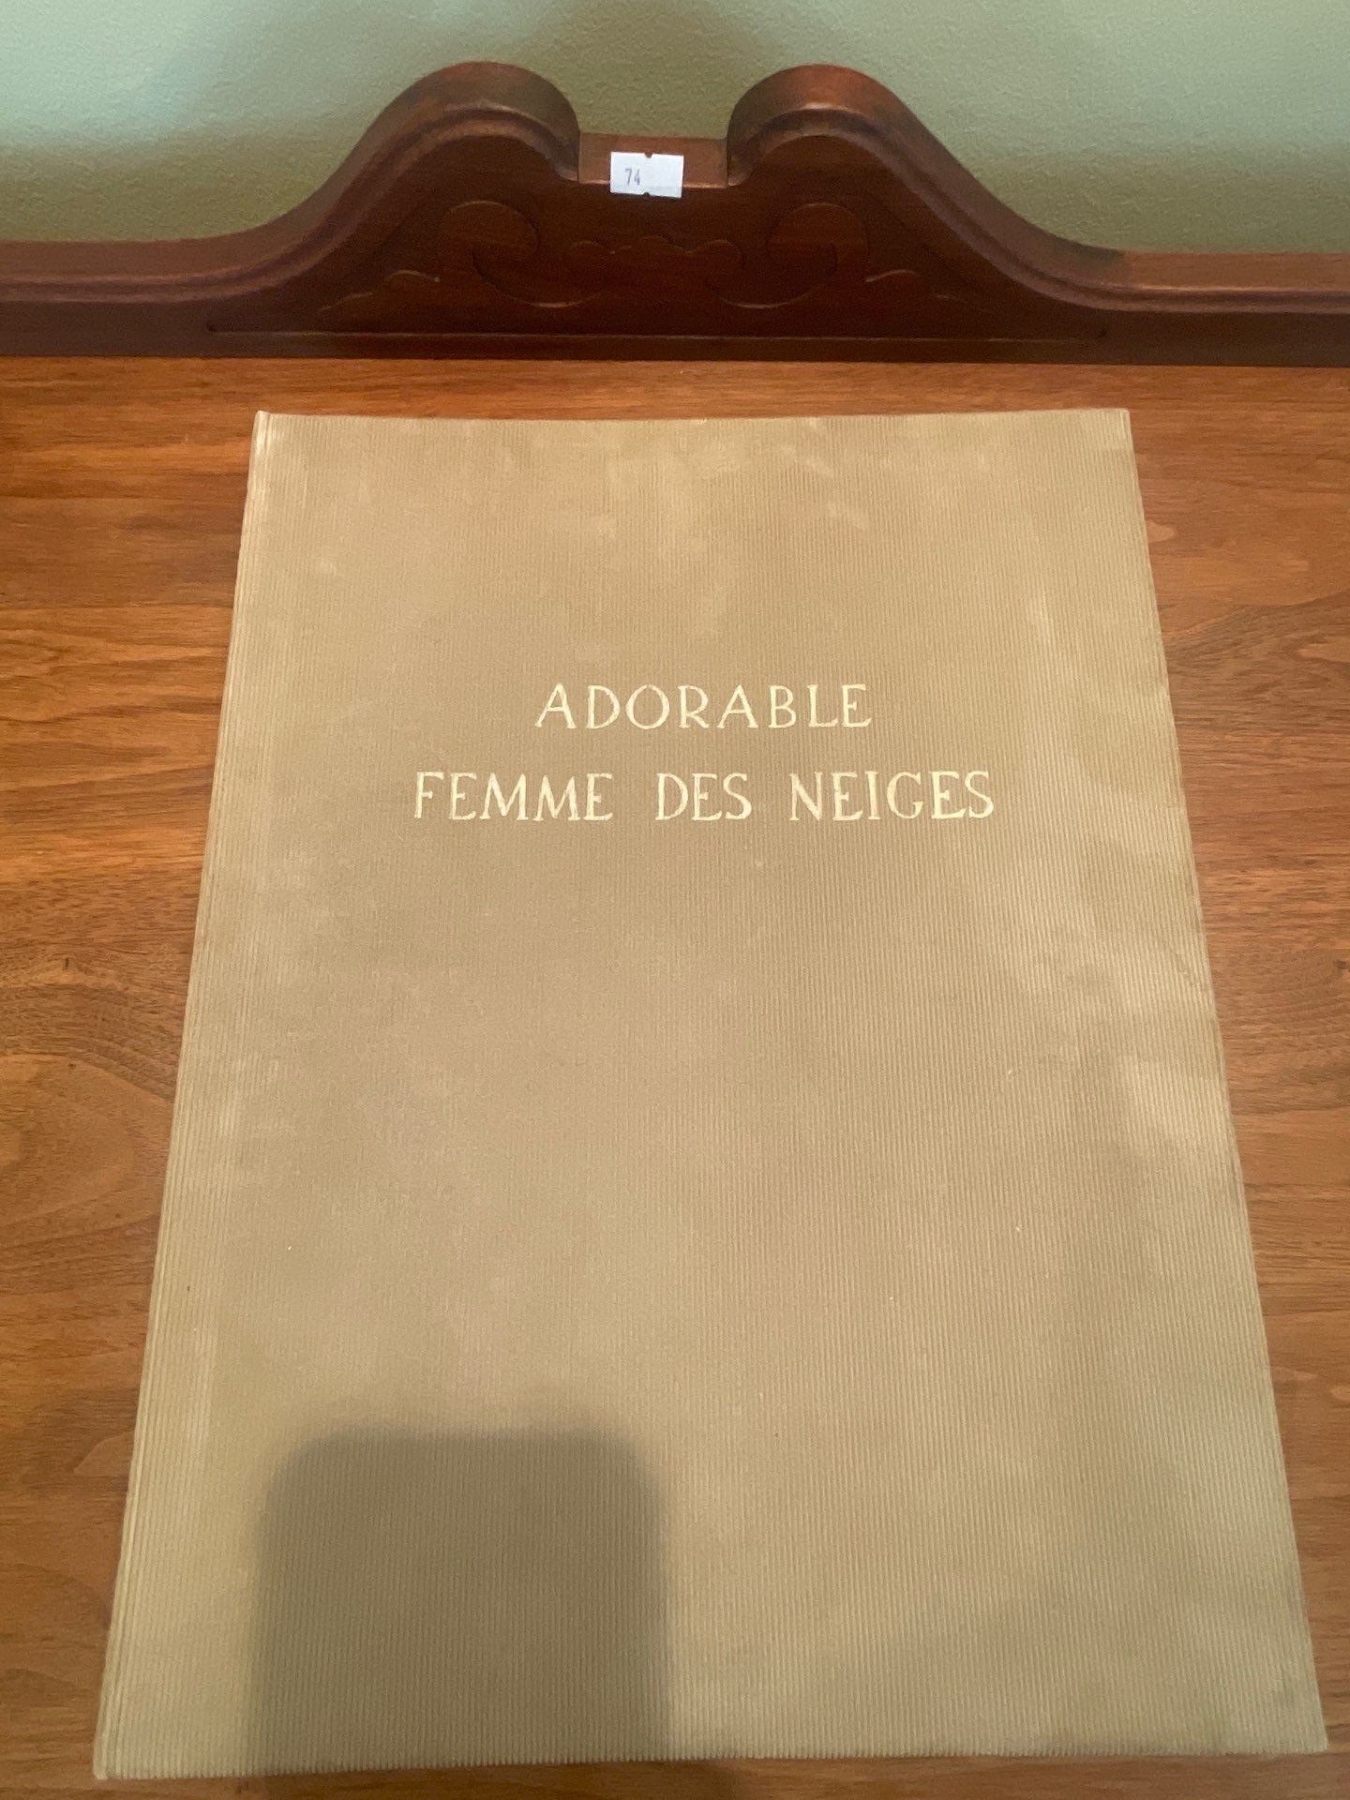 74
ADORABLE
FEMME DES NEIGES